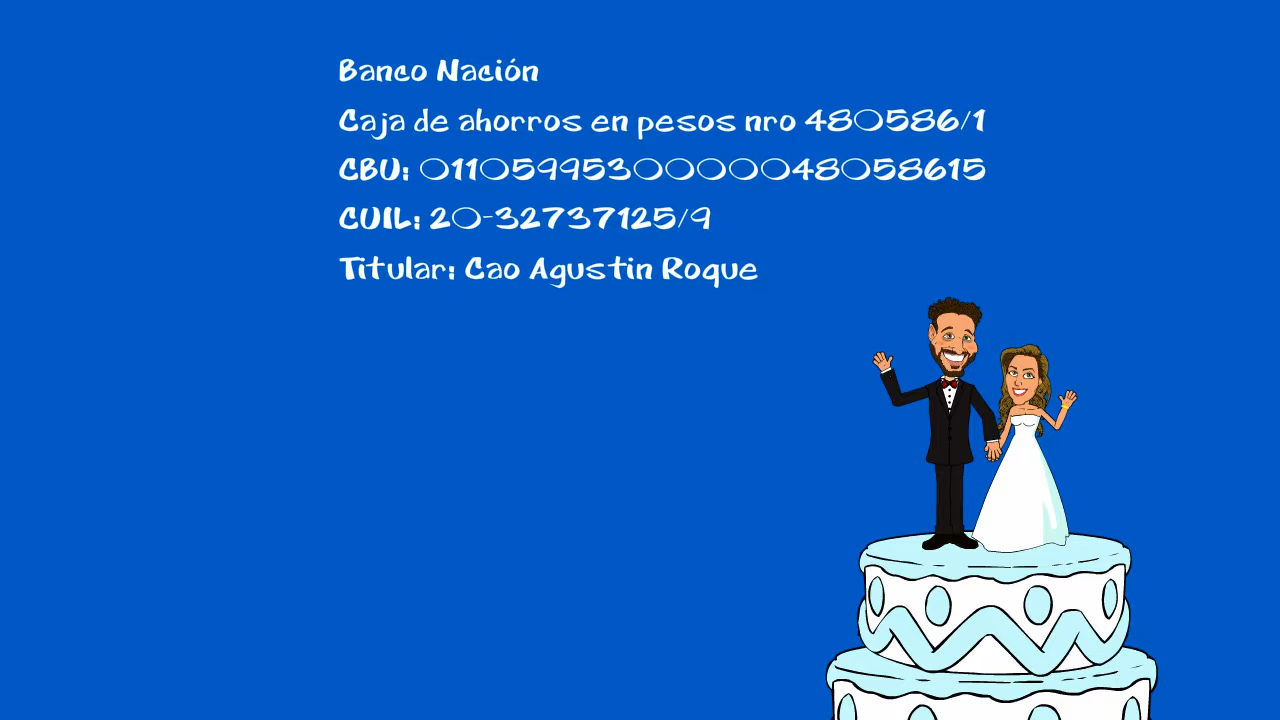 Banco Nación
Caja de ahorros en pesos nro 480586/1
CBU: 0110599530000048058615
CUIL: 20-32737125/9
Titular: Cao Agustin Roque